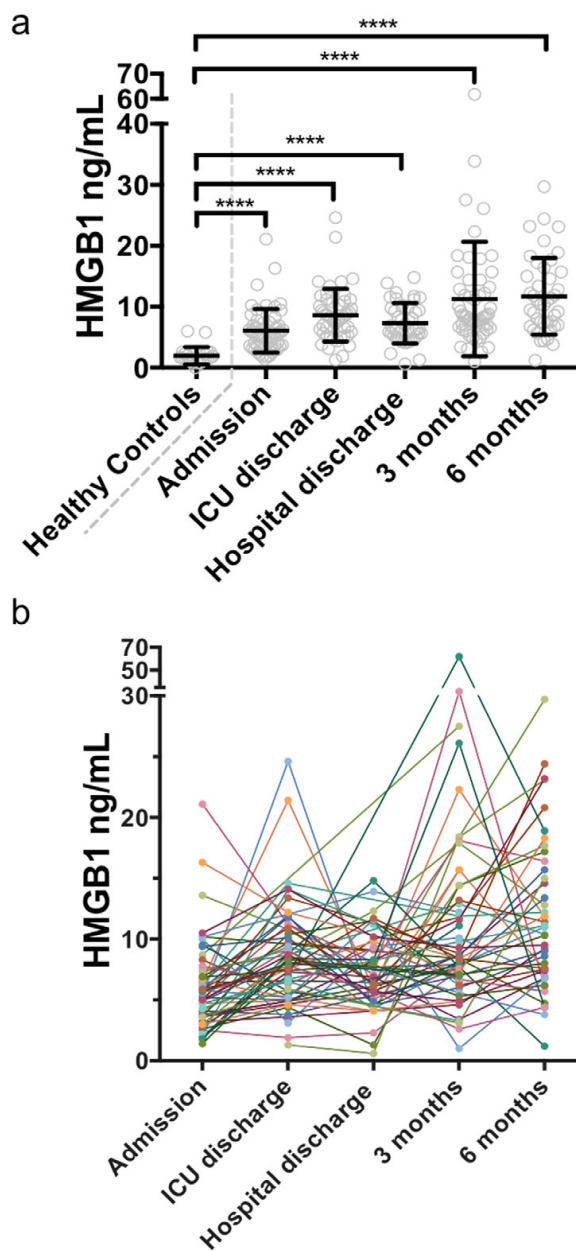 a
****
****
****
****
****
70
60
40
30
20
10
0
HMGB1 ng/mL
Healthy Controls
Admission
ICU discharge
Hospital discharge
3 months
6 months
b
70
50
30
20
10
0
HMGB1 ng/mL
Admission
ICU discharge
Hospital discharge
3 months
6 months